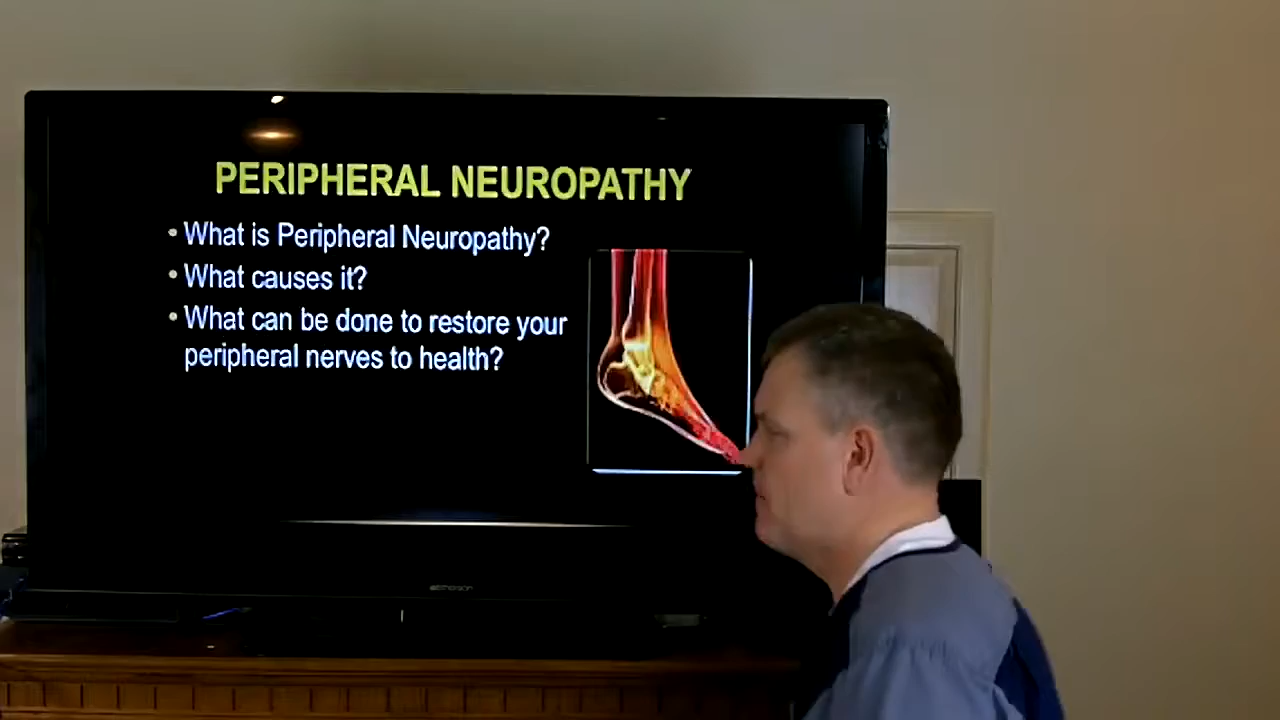 PERIPHERAL NEUROPATHY
• What is Peripheral Neuropathy?
• What causes it?
• What can be done to restore your
peripheral nerves to health?
EMERSON